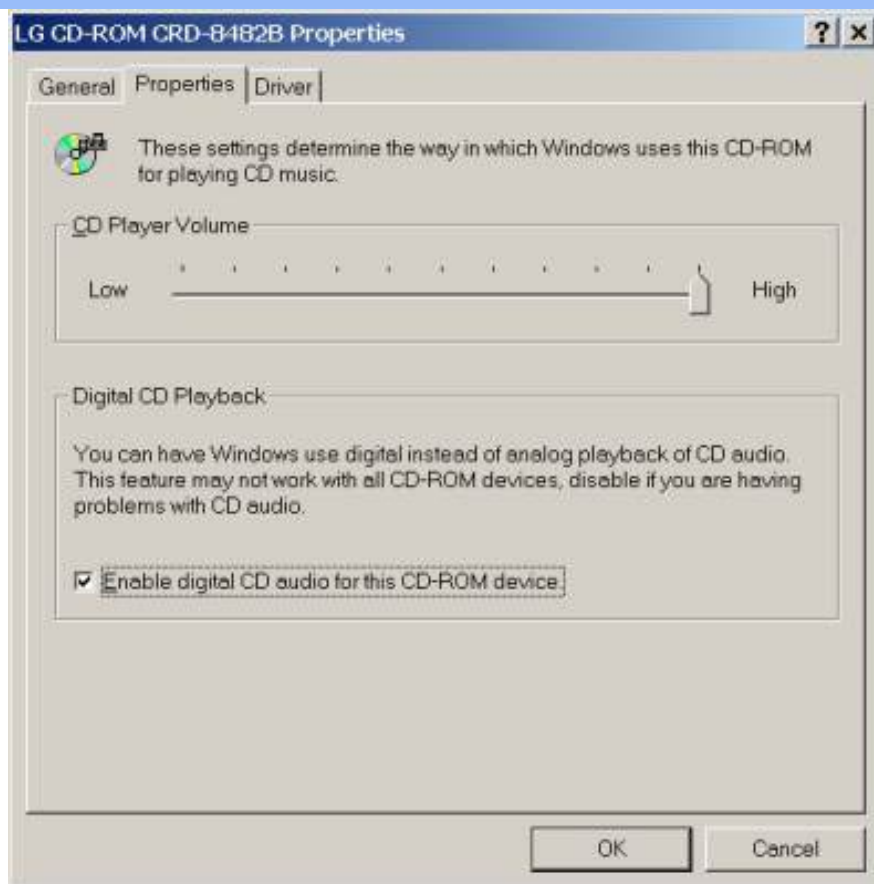 LG CD-ROM CRD-8482B Properties
General Properties Driver
These settings determine the way in which Windows uses this CD-ROM
for playing CD music.
CD Player Volume
Low High
Digital CD Playback
You can have Windows use digital instead of analog playback of CD audio.
This feature may not work with all CD-ROM devices, disable if you are having
problems with CD audio.
Enable digital CD audio for this CD-ROM device.
OK Cancel